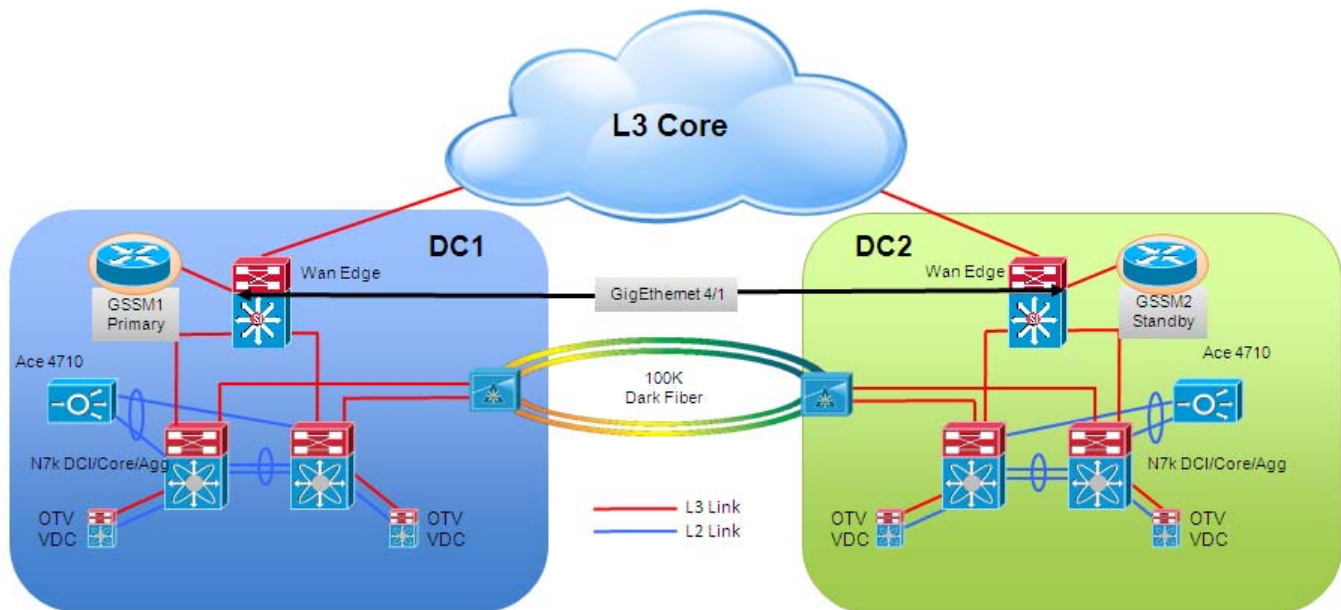 L3 Core
DC1
DC2
Wan Edge
Wan Edge
GigEthernet 4/1
GSSM1
Primary
GSSM2
Standby
Ace 4710
Ace 4710
100K
Dark Fiber
N7k DCI/Core/Agg
N7k DCI/Core/Agg
L3 Link
L2 Link
OTV
VDC
OTV
VDC
OTV
VDC
OTV
VDC
SI
SI